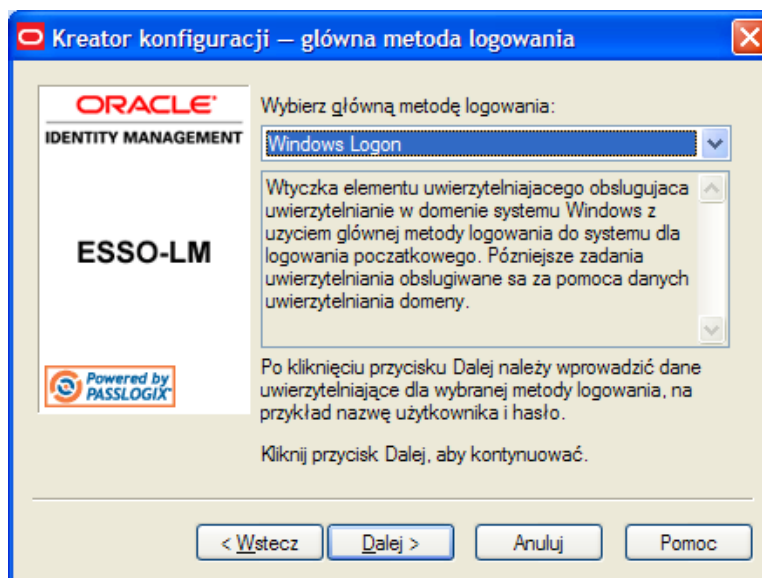 Kreator konfiguracji — główna metoda logowania
ORACLE
IDENTITY MANAGEMENT
ESSO-LM
Powered by
PASSLOGIX
Wybierz główną metodę logowania:
Windows Logon
Wtyczka elementu uwierzytelniajacego obslugujaca
uwierzytelnianie w domenie systemu Windows z
uzyciem głównej metody logowania do systemu dla
logowania poczatkowego. Pózniejsze zadania
uwierzytelniania obslugiwane sa za pomoca danych
uwierzytelniania domeny.
Po kliknięciu przycisku Dalej należy wprowadzić dane
uwierzytelniające dla wybranej metody logowania, na
przykład nazwę użytkownika i hasło.
Kliknij przycisk Dalej, aby kontynuować.
< Wstecz
Dalej >
Anuluj
Pomoc